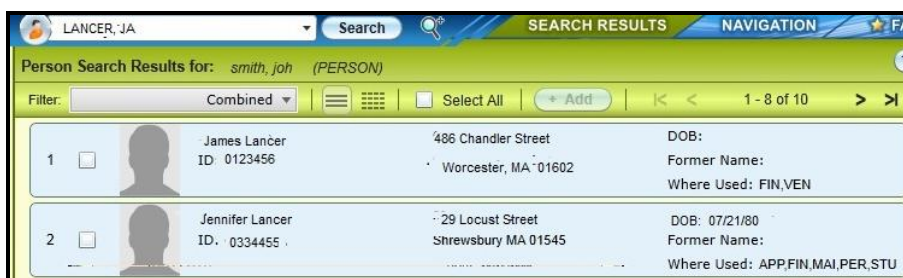 LANCER, JA Search SEARCH RESULTS NAVIGATION FA
Person Search Results for: smith, joh (PERSON)
Filter: Combined Select All + Add 1 - 8 of 10
James Lancer 486 Chandler Street DOB:
1 ID: 0123456 Worcester, MA 01602 Former Name:
Where Used: FIN,VEN
Jennifer Lancer 29 Locust Street DOB: 07/21/80
2 ID. 0334455 Shrewsbury MA 01545 Former Name:
Where Used: APP,FIN,MAI,PER,STU